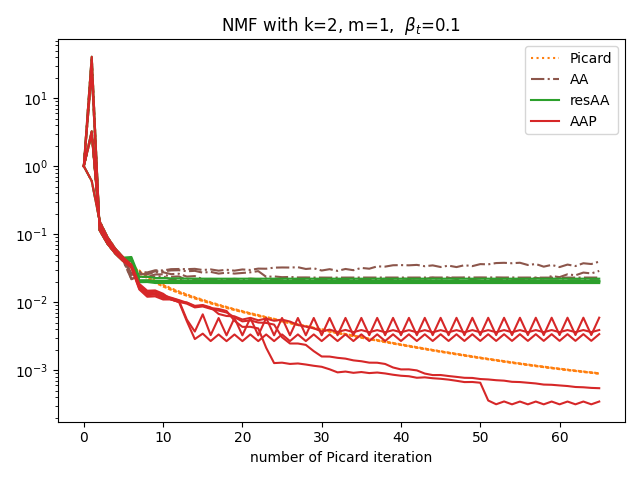 NMF with k=2, m=1, $\beta_t$=0.1
Picard
AA
resAA
AAP
$10^1$
$10^0$
$10^{-1}$
$10^{-2}$
$10^{-3}$
0 10 20 30 40 50 60
number of Picard iteration